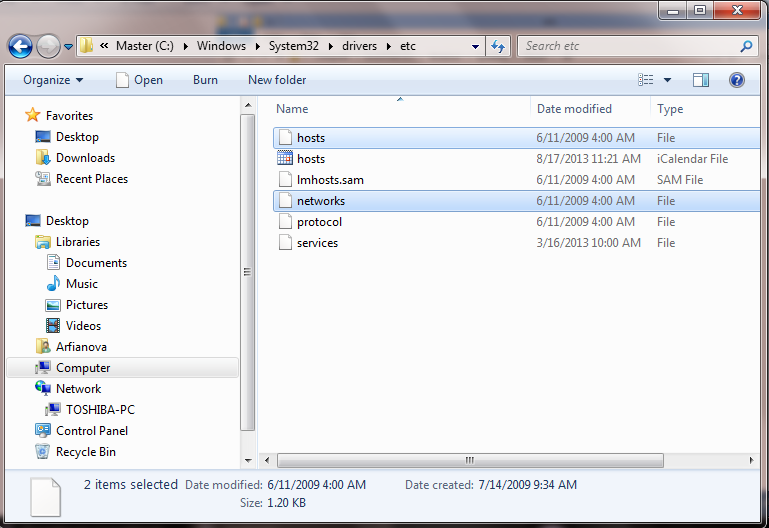 Master (C:) Windows System32 drivers etc Search etc
Organize Open Burn New folder
Favorites
Desktop
Downloads
Recent Places
Desktop
Libraries
Documents
Music
Pictures
Videos
Arfianova
Computer
Network
TOSHIBA-PC
Control Panel
Recycle Bin
Name Date modified Type
hosts 6/11/2009 4:00 AM File
hosts 8/17/2013 11:21 AM iCalendar File
lmhosts.sam 6/11/2009 4:00 AM SAM File
networks 6/11/2009 4:00 AM File
protocol 6/11/2009 4:00 AM File
services 3/16/2013 10:00 AM File
2 items selected Date modified: 6/11/2009 4:00 AM Date created: 7/14/2009 9:34 AM
Size: 1.20 KB